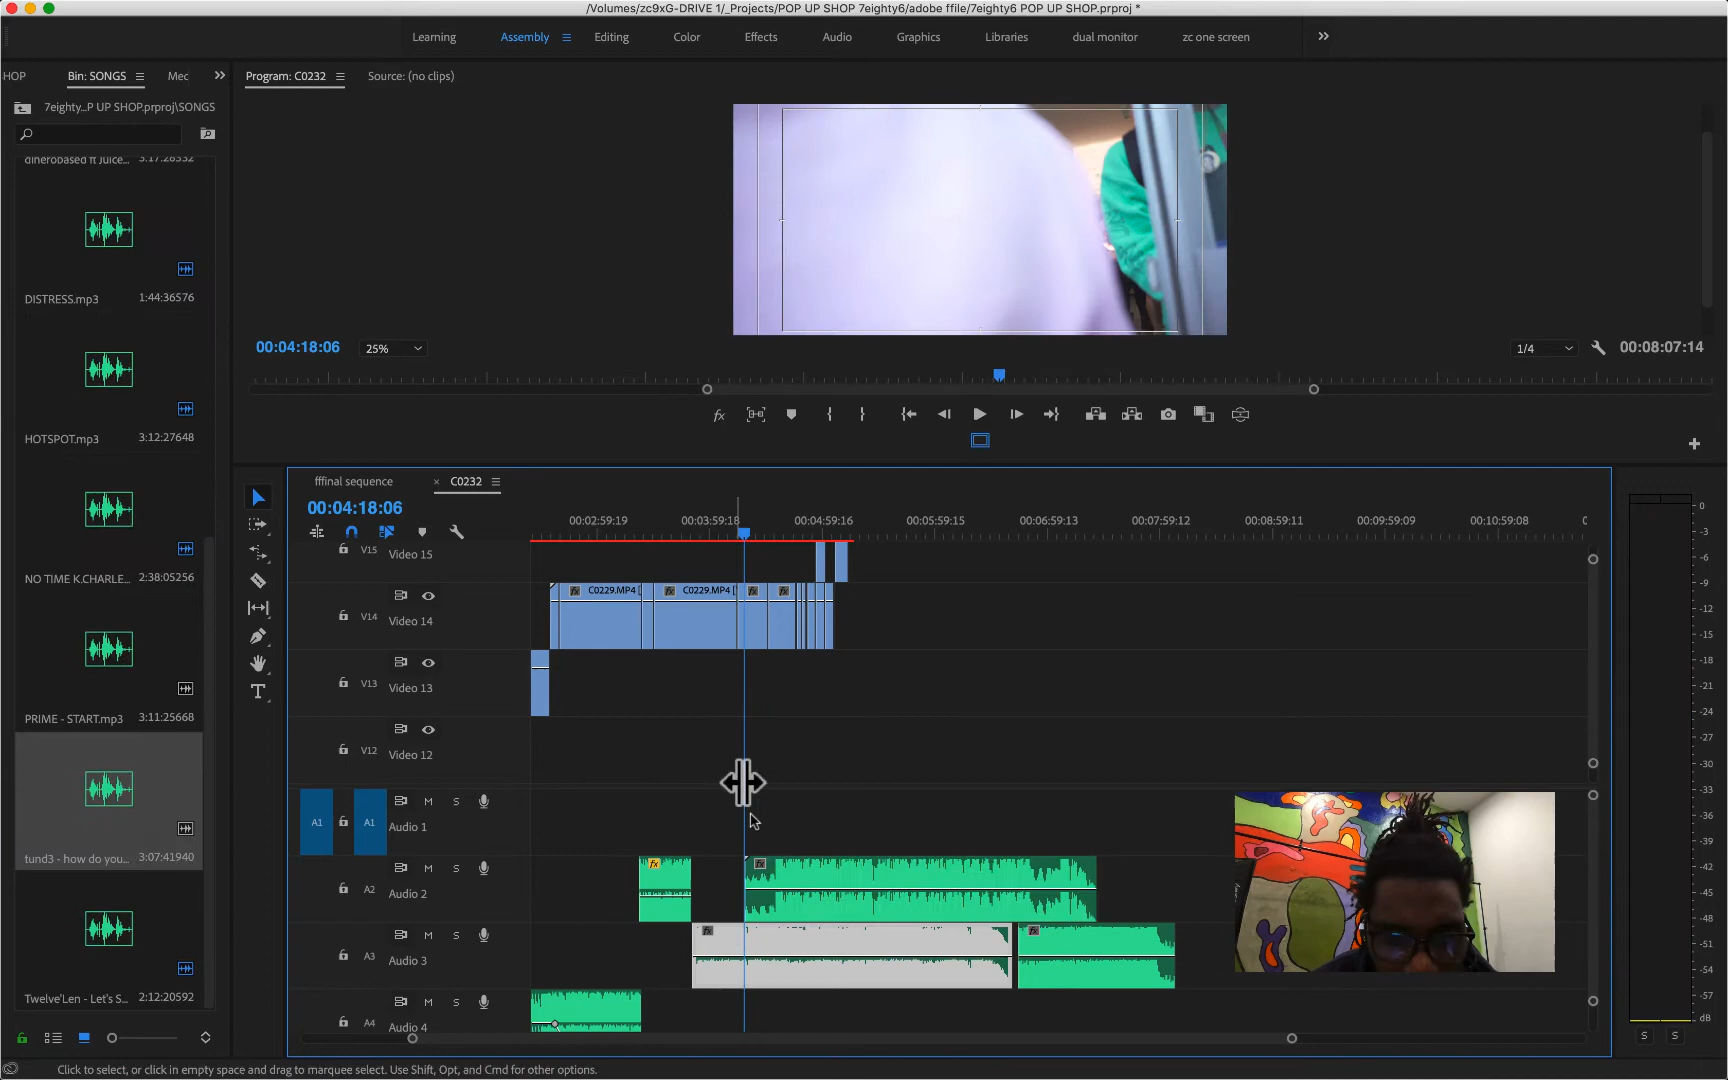 /Volumes/zc9xG-DRIVE 1/_Projects/POP UP SHOP 7eighty6/adobe ffile/7eighty6 POP UP SHOP.prproj *
Learning
Assembly
Editing
Color
Effects
Audio
Graphics
Libraries
dual monitor
zc one screen
HOP
Bin: SONGS
Mec
Program: C0232
Source: (no clips)
7eighty...P UP SHOP.prproj\SONGS
dinerobased ft Juice... 3:17:28332
DISTRESS.mp3 1:44:36576
HOTSPOT.mp3 3:12:27648
NO TIME K.CHARLE... 2:38:05256
PRIME - START.mp3 3:11:25668
tund3 - how do you... 3:07:41940
Twelve'Len - Let's S... 2:12:20592
00:04:18:06
25%
1/4
00:08:07:14
fffinal sequence
× C0232
00:04:18:06
00:02:59:19
00:03:59:18
00:04:59:16
00:05:59:15
00:06:59:13
00:07:59:12
00:08:59:11
00:09:59:09
00:10:59:08
V15 Video 15
V14 Video 14
fx C0229.MP4 [
fx C0229.MP4 [
fx
fx
V13 Video 13
V12 Video 12
A1 A1 M S Audio 1
A2 M S Audio 2
fx
fx
A3 M S Audio 3
fx
fx
A4 M S Audio 4
0
-3
-6
-9
-12
-15
-18
-21
-24
-27
-30
-33
-36
-39
-42
-45
-48
-51
-54
-57
dB
S S
Click to select, or click in empty space and drag to marquee select. Use Shift, Opt, and Cmd for other options.